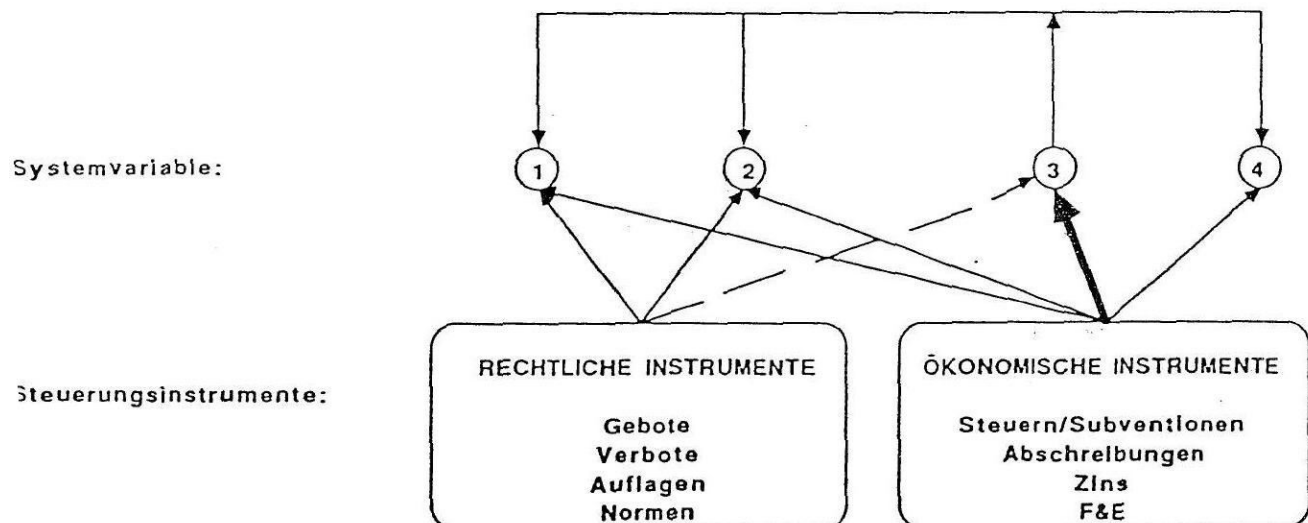 Systemvariable:
1
2
3
4
Steuerungsinstrumente:
RECHTLICHE INSTRUMENTE
Gebote
Verbote
Auflagen
Normen
ÖKONOMISCHE INSTRUMENTE
Steuern/Subventionen
Abschreibungen
Zins
F&E